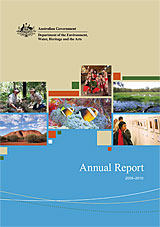 Australian Government
Department of the Environment,
Water, Heritage and the Arts
Annual Report
2009–2010